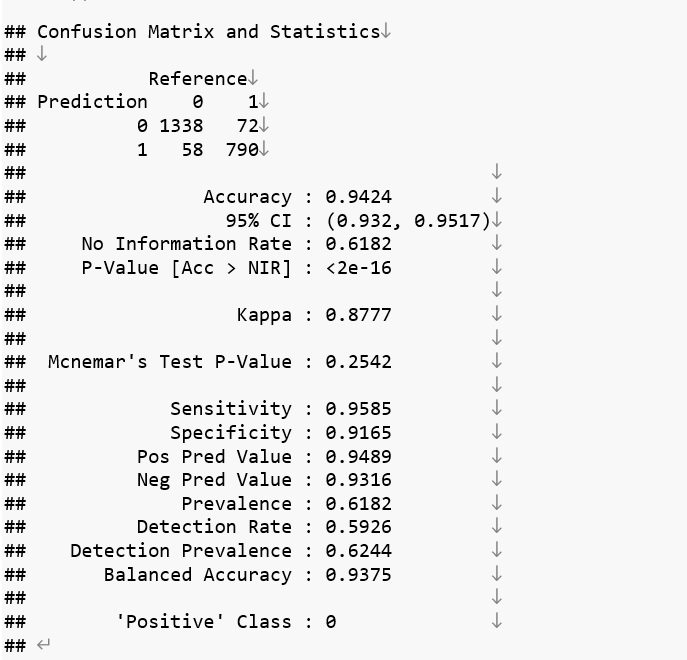 ## Confusion Matrix and Statistics↓
## ↓
##           Reference↓
## Prediction    0    1↓
##          0 1338   72↓
##          1   58  790↓
##                                           ↓
##                Accuracy : 0.9424          ↓
##                  95% CI : (0.932, 0.9517)↓
##     No Information Rate : 0.6182          ↓
##     P-Value [Acc > NIR] : <2e-16          ↓
##                                           ↓
##                   Kappa : 0.8777          ↓
##                                           ↓
##  Mcnemar's Test P-Value : 0.2542          ↓
##                                           ↓
##             Sensitivity : 0.9585          ↓
##             Specificity : 0.9165          ↓
##          Pos Pred Value : 0.9489          ↓
##          Neg Pred Value : 0.9316          ↓
##              Prevalence : 0.6182          ↓
##          Detection Rate : 0.5926          ↓
##    Detection Prevalence : 0.6244          ↓
##       Balanced Accuracy : 0.9375          ↓
##                                           ↓
##        'Positive' Class : 0               ↓
## ↵